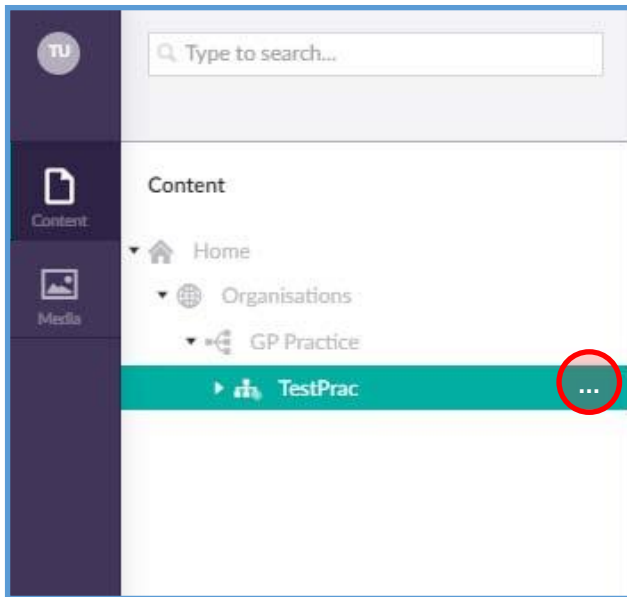 TU
Type to search...
Content
Content
Home
Organisations
Media
GP Practice
TestPrac ...